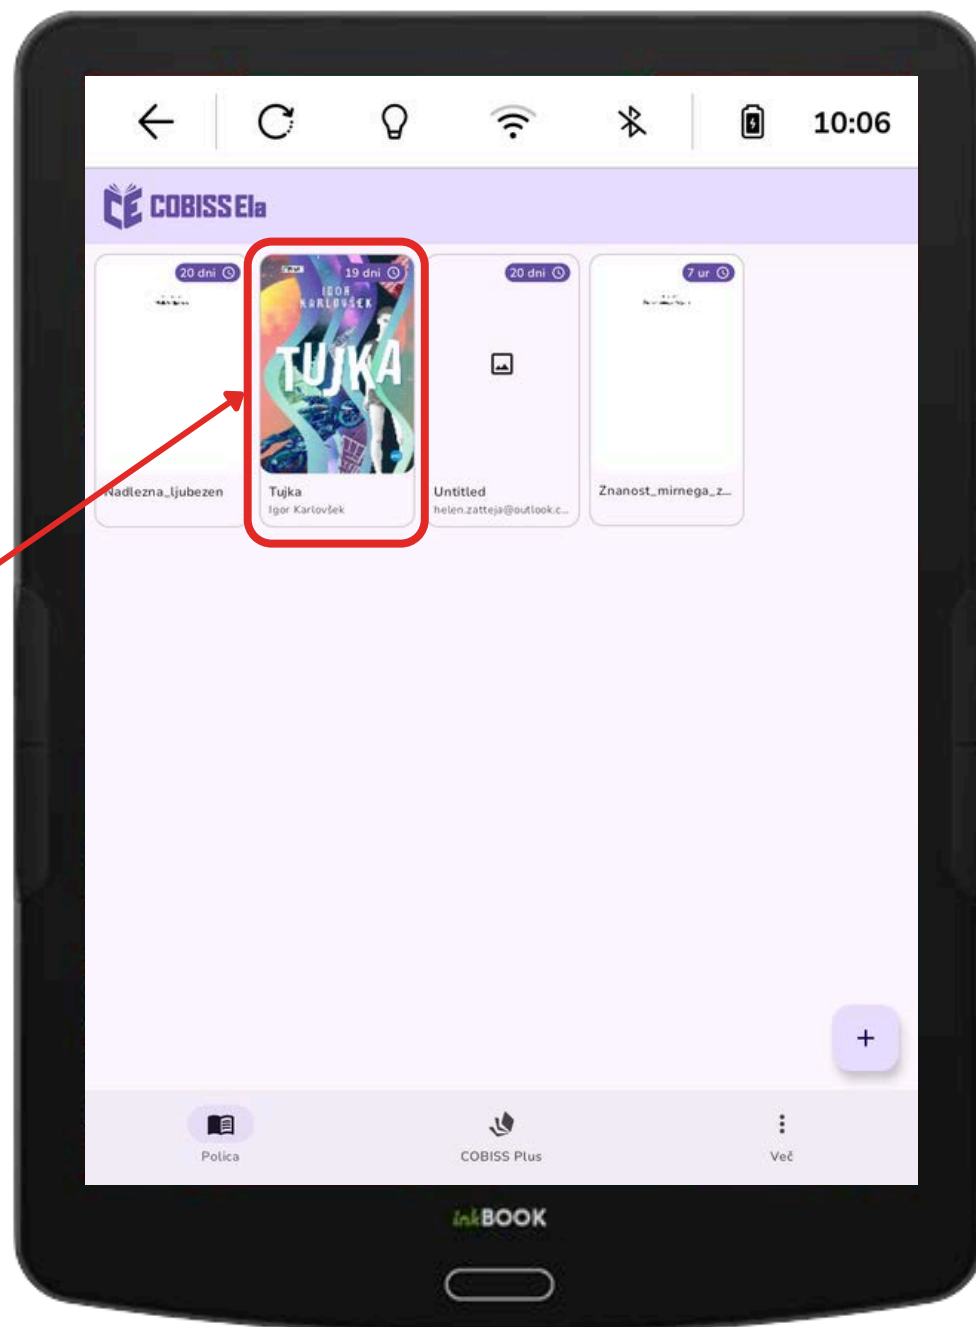 10:06
COBISS Ela
20 dni
Nadlezna_ljubezen
19 dni
IGOR
KARLOVŠEK
TUJKA
Tujka
Igor Karlovšek
20 dni
Untitled
helen.zatteja@outlook.c...
7 ur
Znanost_mirnega_z...
+
Polica
COBISS Plus
Več
inkBOOK